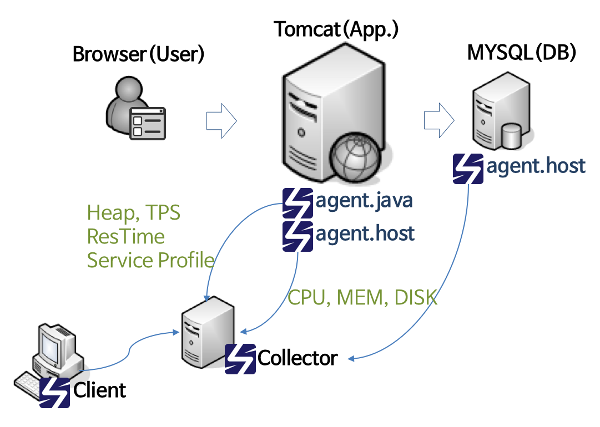 Tomcat(App.)
Browser(User)
MYSQL(DB)
agent.host
agent.java
agent.host
Heap, TPS
ResTime
Service Profile
CPU, MEM, DISK
Collector
Client